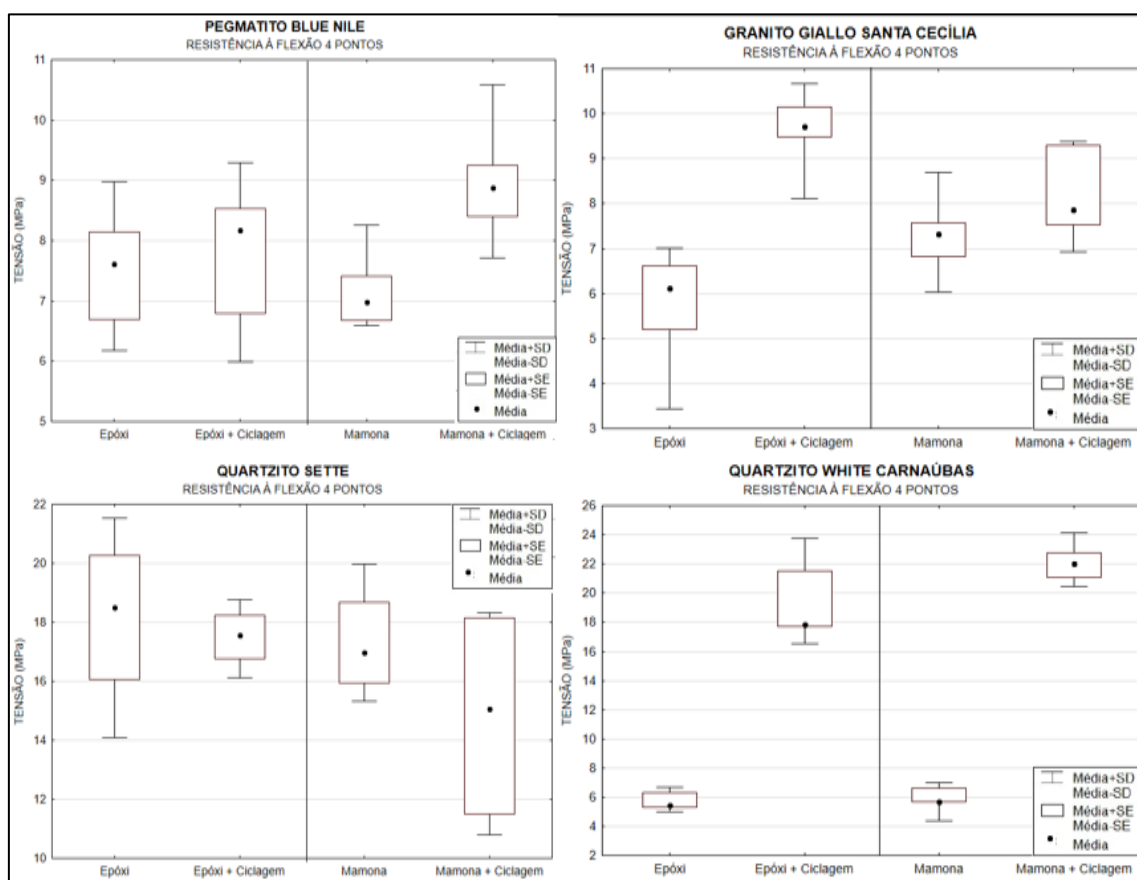 PEGMATITO BLUE NILE
RESISTÊNCIA À FLEXÃO 4 PONTOS
TENSÃO (MPa)
11
10
9
8
7
6
5
Média+SD
Média-SD
Média+SE
Média-SE
Média
Epóxi
Epóxi + Ciclagem
Mamona
Mamona + Ciclagem
GRANITO GIALLO SANTA CECÍLIA
RESISTÊNCIA À FLEXÃO 4 PONTOS
TENSÃO (MPa)
11
10
9
8
7
6
5
4
3
Média+SD
Média-SD
Média+SE
Média-SE
Média
Epóxi
Epóxi + Ciclagem
Mamona
Mamona + Ciclagem
QUARTZITO SETTE
RESISTÊNCIA À FLEXÃO 4 PONTOS
TENSÃO (MPa)
22
20
18
16
14
12
10
Média+SD
Média-SD
Média+SE
Média-SE
Média
Epóxi
Epóxi + Ciclagem
Mamona
Mamona + Ciclagem
QUARTZITO WHITE CARNAÚBAS
RESISTÊNCIA À FLEXÃO 4 PONTOS
TENSÃO (MPa)
26
24
22
20
18
16
14
12
10
8
6
4
2
Média+SD
Média-SD
Média+SE
Média-SE
Média
Epóxi
Epóxi + Ciclagem
Mamona
Mamona + Ciclagem